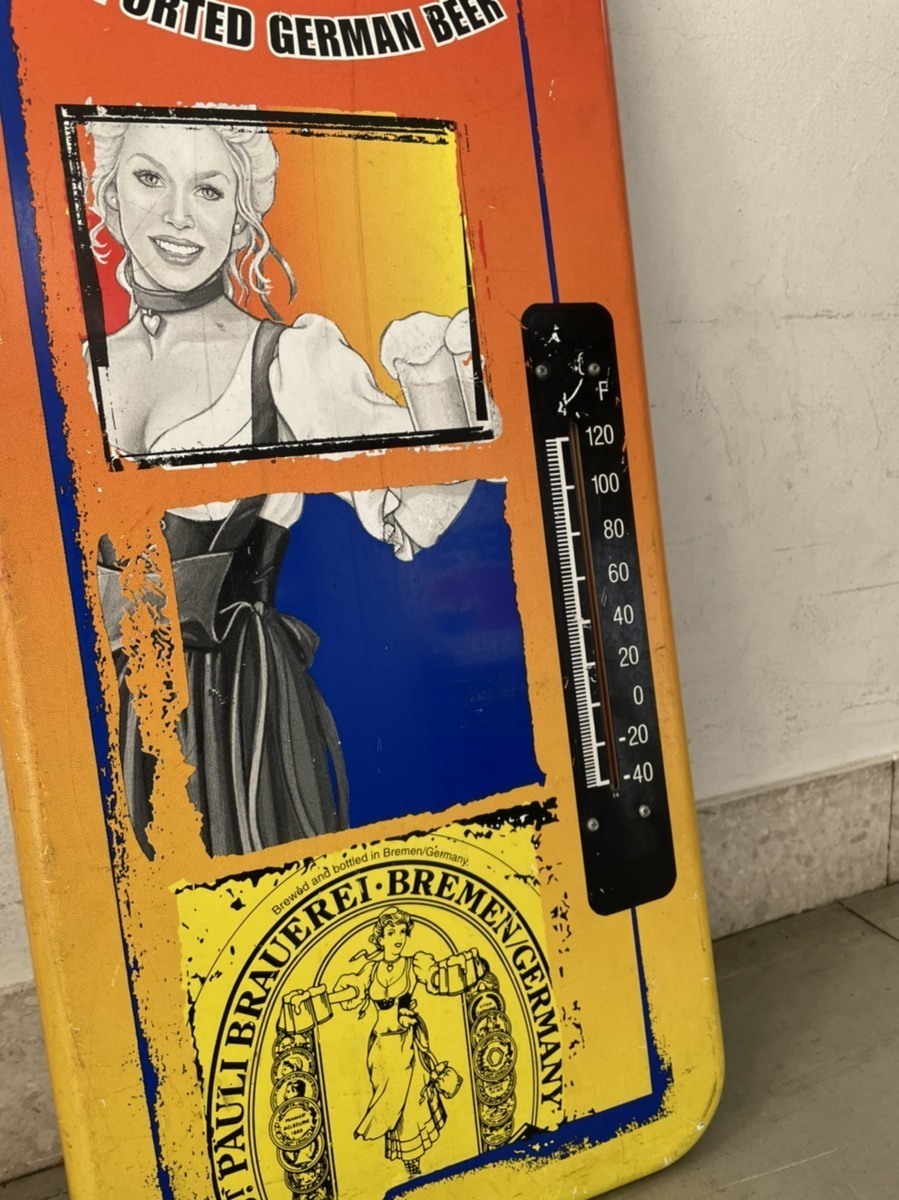 ORTED GERMAN BEER
F
120
100
80
60
40
20
0
-20
-40
Brewed and bottled in Bremen/Germany.
T. PAULI BRAUEREI · BREMEN/GERMANY